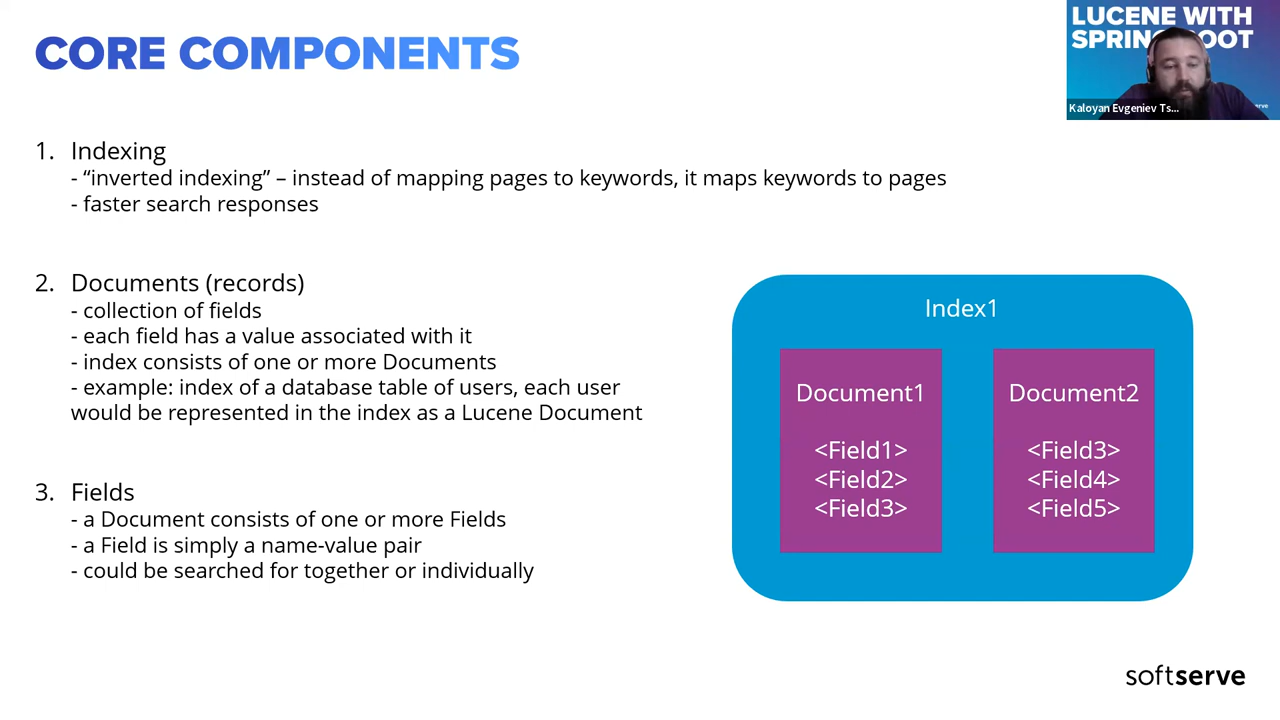 CORE COMPONENTS
LUCENE WITH
SPRING BOOT
Kaloyan Evgeniev Ts...
1. Indexing
- “inverted indexing” – instead of mapping pages to keywords, it maps keywords to pages
- faster search responses
2. Documents (records)
- collection of fields
- each field has a value associated with it
- index consists of one or more Documents
- example: index of a database table of users, each user
would be represented in the index as a Lucene Document
3. Fields
- a Document consists of one or more Fields
- a Field is simply a name-value pair
- could be searched for together or individually
Index1
Document1
<Field1>
<Field2>
<Field3>
Document2
<Field3>
<Field4>
<Field5>
softserve